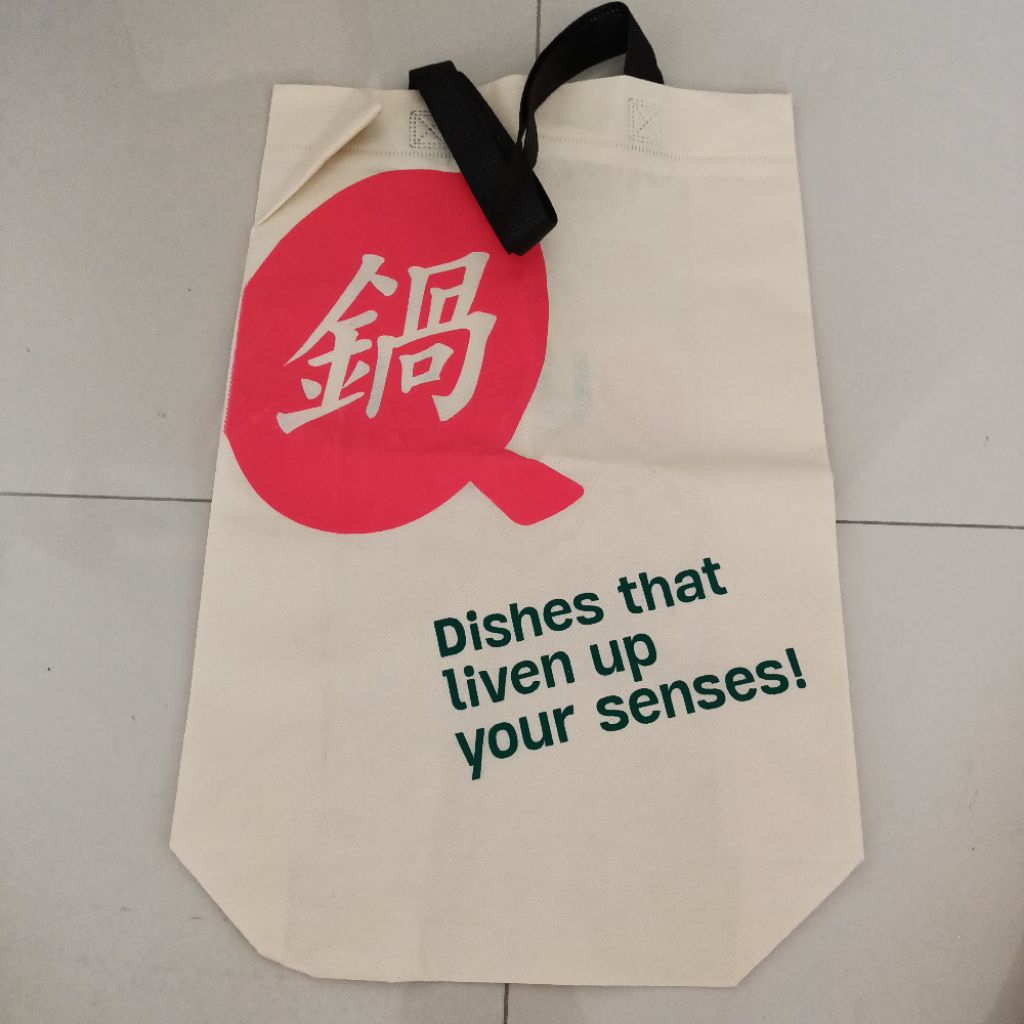 鍋
Dishes that
liven up
your senses!